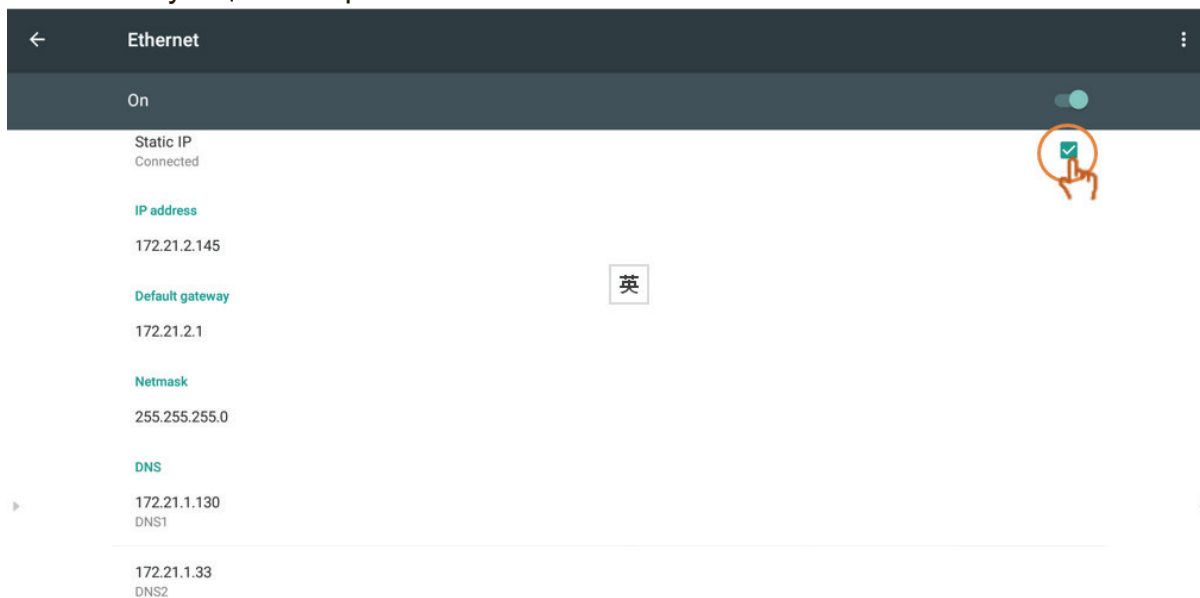 Ethernet
On
Static IP
Connected
IP address
172.21.2.145
英
Default gateway
172.21.2.1
Netmask
255.255.255.0
DNS
172.21.1.130
DNS1
172.21.1.33
DNS2